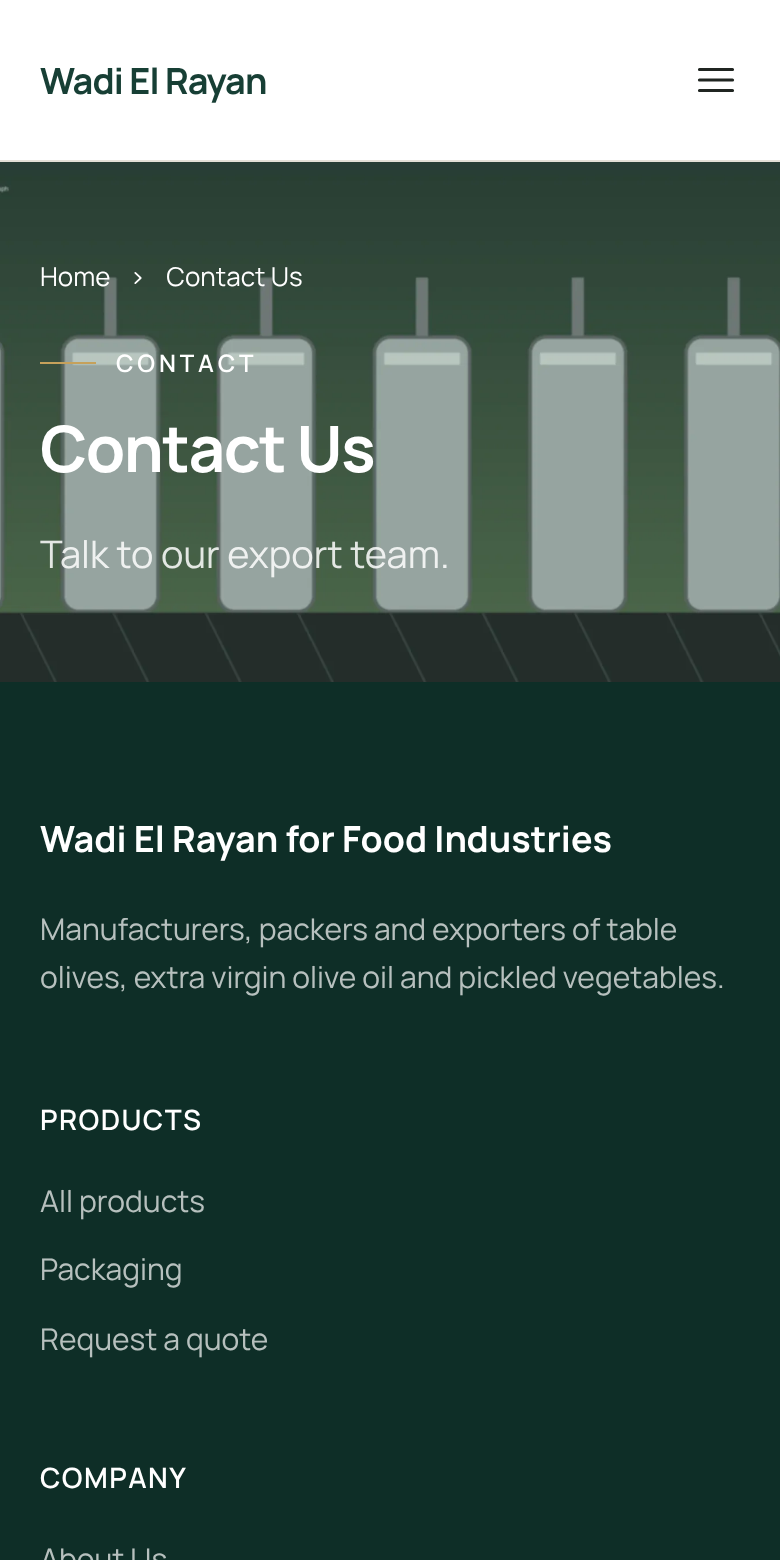 Wadi El Rayan
Home > Contact Us
CONTACT
Contact Us
Talk to our export team.
Wadi El Rayan for Food Industries
Manufacturers, packers and exporters of table
olives, extra virgin olive oil and pickled vegetables.
PRODUCTS
All products
Packaging
Request a quote
COMPANY
About Us